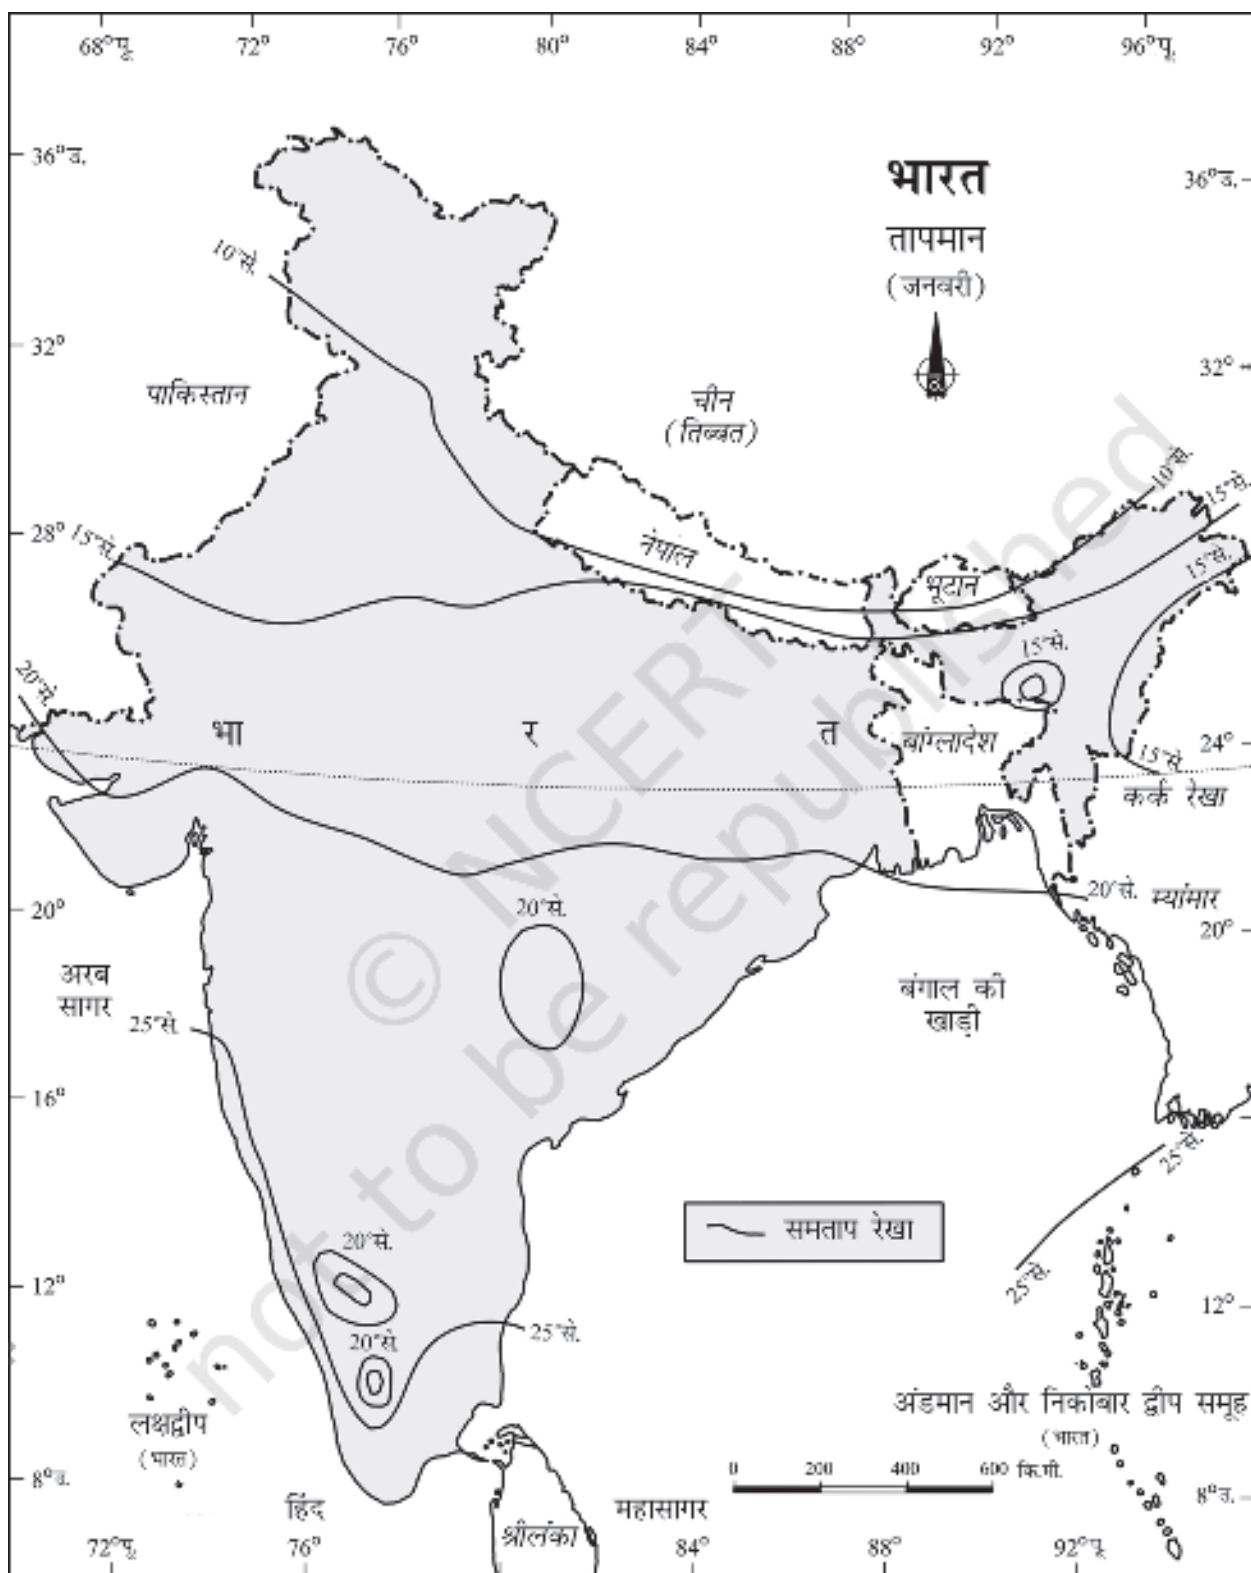 68°पू. 72° 76° 80° 84° 88° 92° 96°पू.
36°उ.
36°उ.
भारत
तापमान
(जनवरी)
10°से.
32°
32°
पाकिस्तान
चीन
(तिब्बत)
10°से.
15°से.
28°
15°से.
नेपाल
भूटान
15°से.
15°से.
20°से.
भा र त
बांग्लादेश
24°
15°से.
कर्क रेखा
20°
20°से.
20°से.
म्यांमार
20°
अरब
सागर
25°से.
बंगाल की
खाड़ी
16°
25°से.
समताप रेखा
20°से.
25°से.
12°
12°
20°से.
25°से.
लक्षद्वीप
(भारत)
अंडमान और निकोबार द्वीप समूह
(भारत)
0 200 400 600 कि.मी.
8°उ.
8°उ.
हिंद
महासागर
श्रीलंका
72°पू. 76° 84° 88° 92°पू.
© NCERT
not to be republished